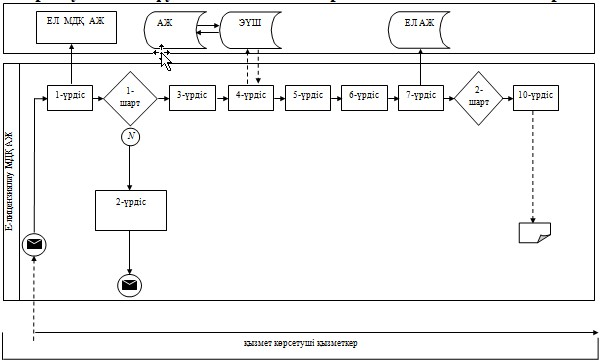 ЕЛ МДҚ АЖ
АЖ
ЭҮШ
ЕЛ АЖ
1-үрдіс
1-
шарт
3-үрдіс
4-үрдіс
5-үрдіс
6-үрдіс
7-үрдіс
2-
шарт
10-үрдіс
N
2-үрдіс
Е-лицензиялау МДҚ АЖ
қызмет көрсетуші қызметкер